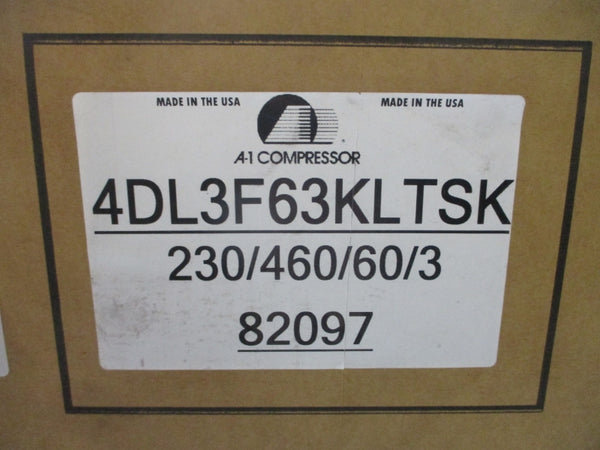 MADE IN THE USA MADE IN THE USA
A-1 COMPRESSOR
4DL3F63KLTSK
230/460/60/3
82097